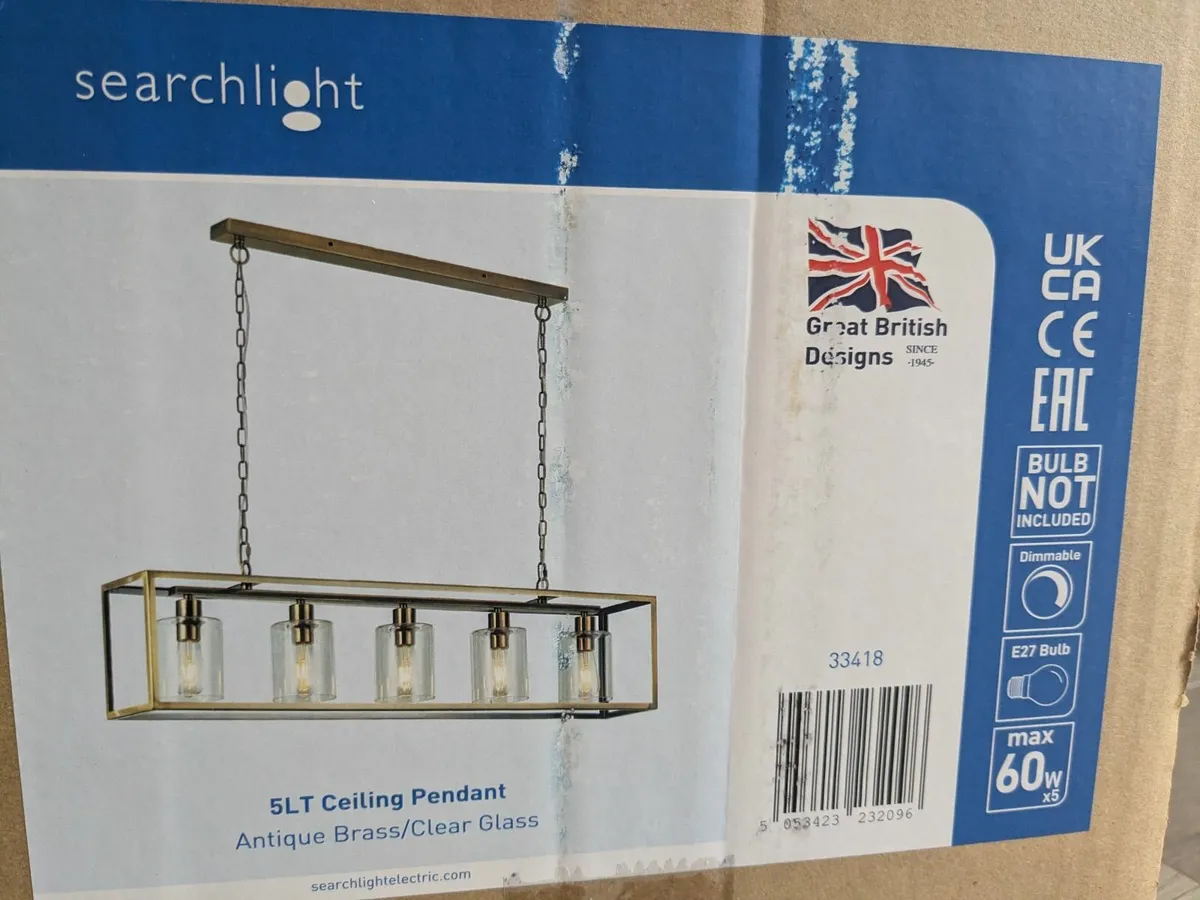 searchlight
Great British
Designs SINCE
-1945-
UK
CA
CE
EAC
BULB
NOT
INCLUDED
Dimmable
E27 Bulb
max
60W
x5
33418
5 053423 232096
5LT Ceiling Pendant
Antique Brass/Clear Glass
searchlightelectric.com